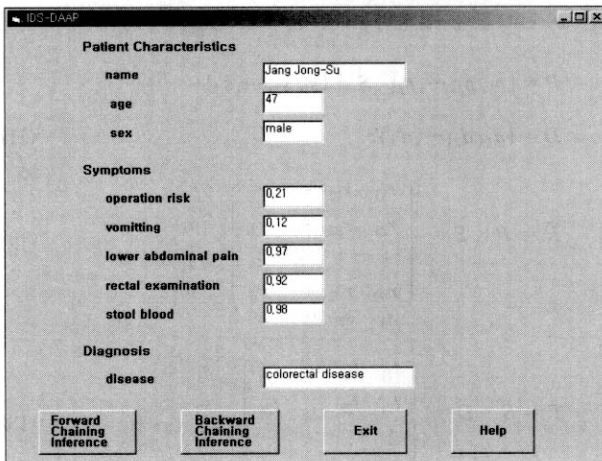 IDS-DAAP
Patient Characteristics
name Jang Jong-Su
age 47
sex male
Symptoms
operation risk 0,21
vomitting 0,12
lower abdominal pain 0,97
rectal examination 0,92
stool blood 0,98
Diagnosis
disease colorectal disease
Forward Chaining Inference
Backward Chaining Inference
Exit
Help